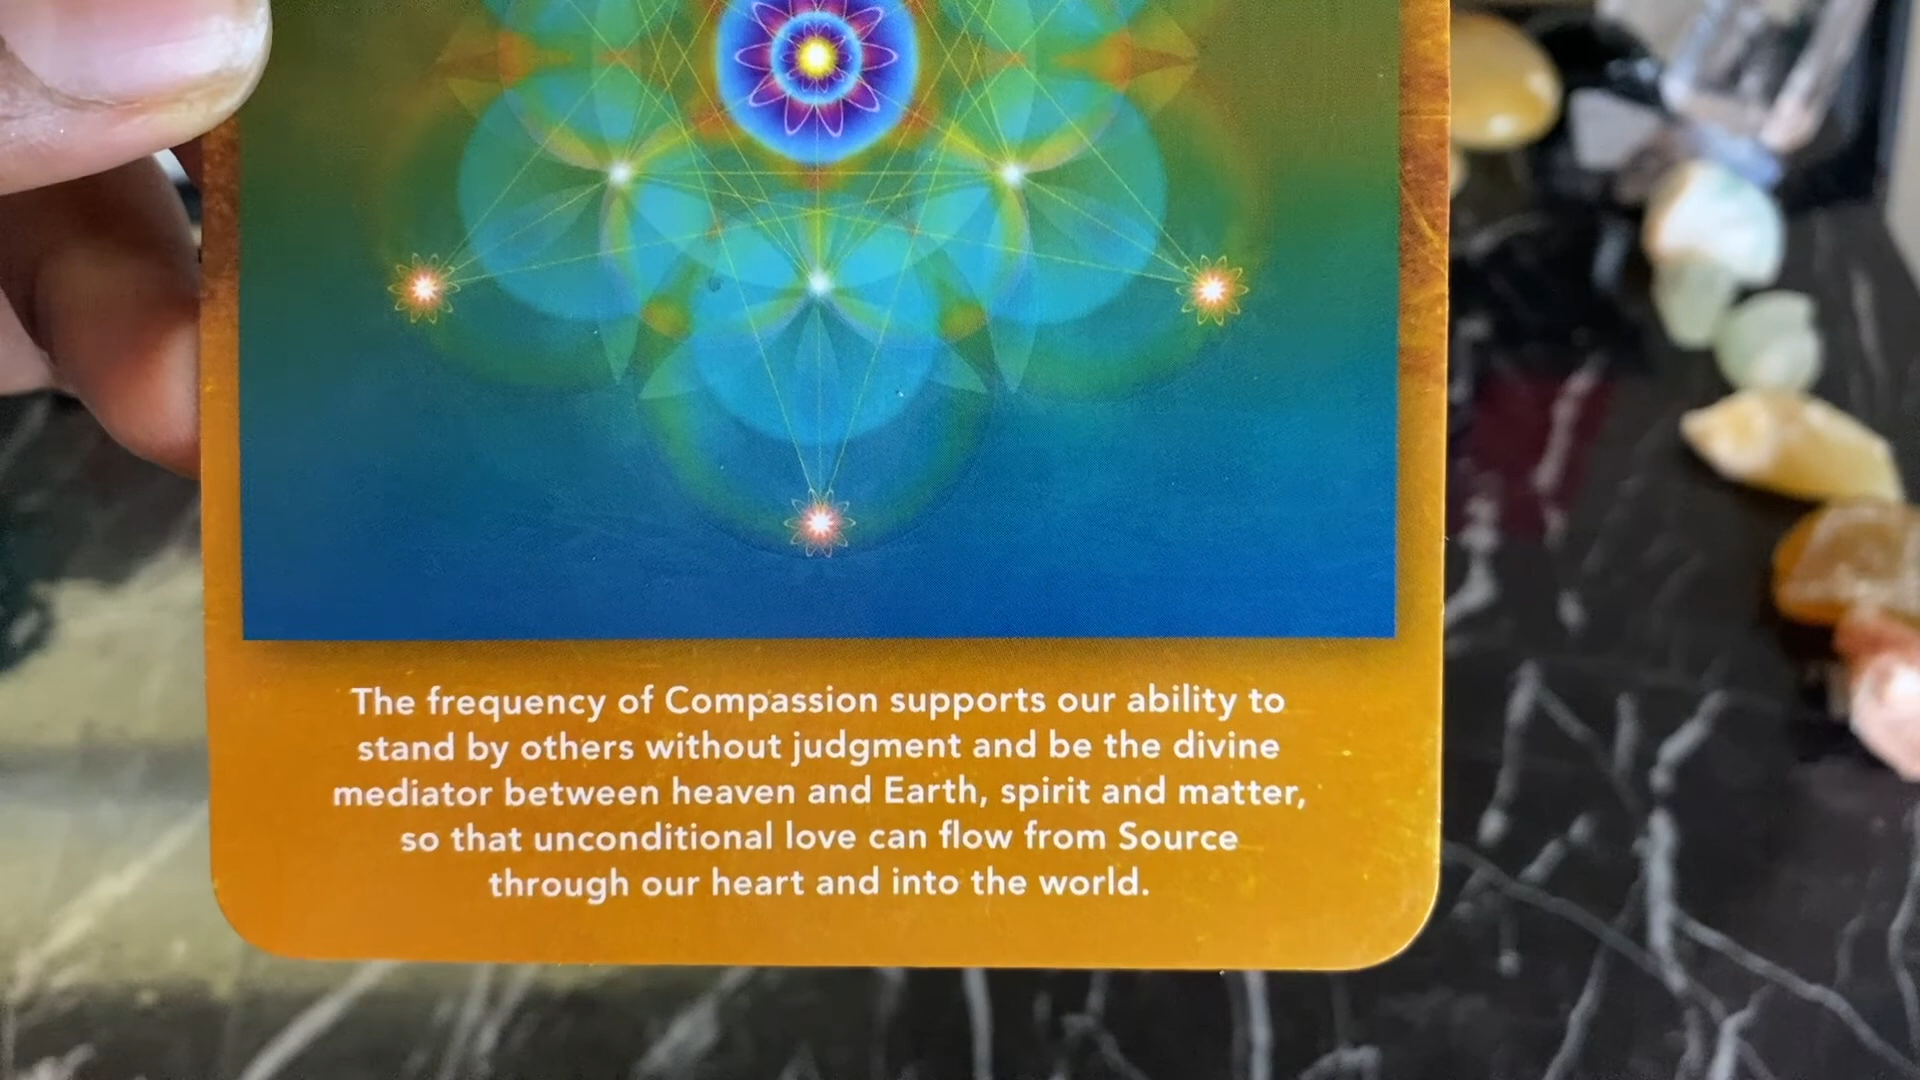 The frequency of Compassion supports our ability to
stand by others without judgment and be the divine
mediator between heaven and Earth, spirit and matter,
so that unconditional love can flow from Source
through our heart and into the world.